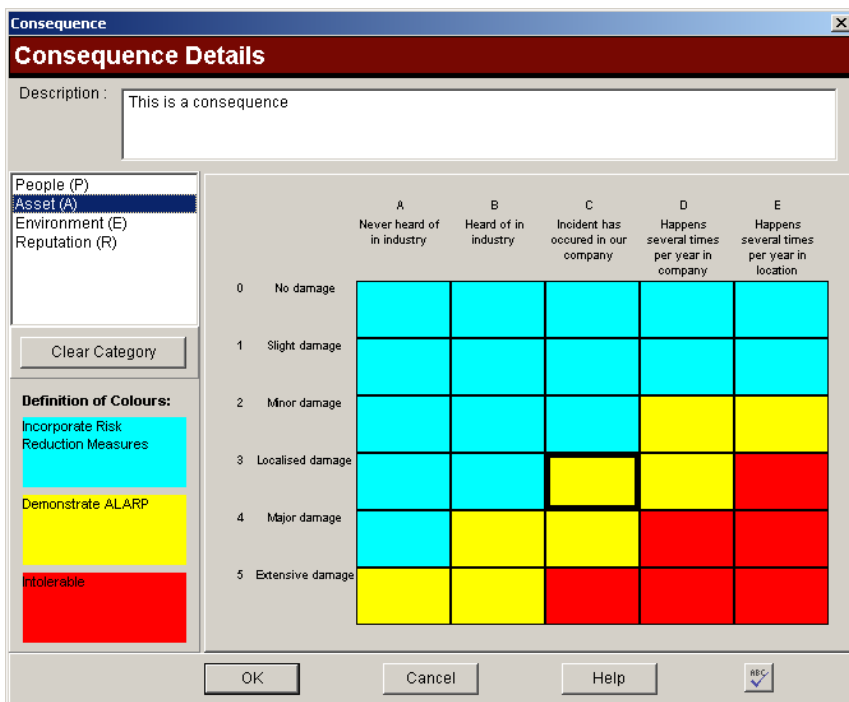 Consequence
Consequence Details
Description :
This is a consequence
People (P)
Asset (A)
Environment (E)
Reputation (R)
Clear Category
Definition of Colours:
Incorporate Risk
Reduction Measures
Demonstrate ALARP
Intolerable
A
Never heard of
in industry
B
Heard of in
industry
C
Incident has
occured in our
company
D
Happens
several times
per year in
company
E
Happens
several times
per year in
location
0 No damage
1 Slight damage
2 Minor damage
3 Localised damage
4 Major damage
5 Extensive damage
OK
Cancel
Help
ABC